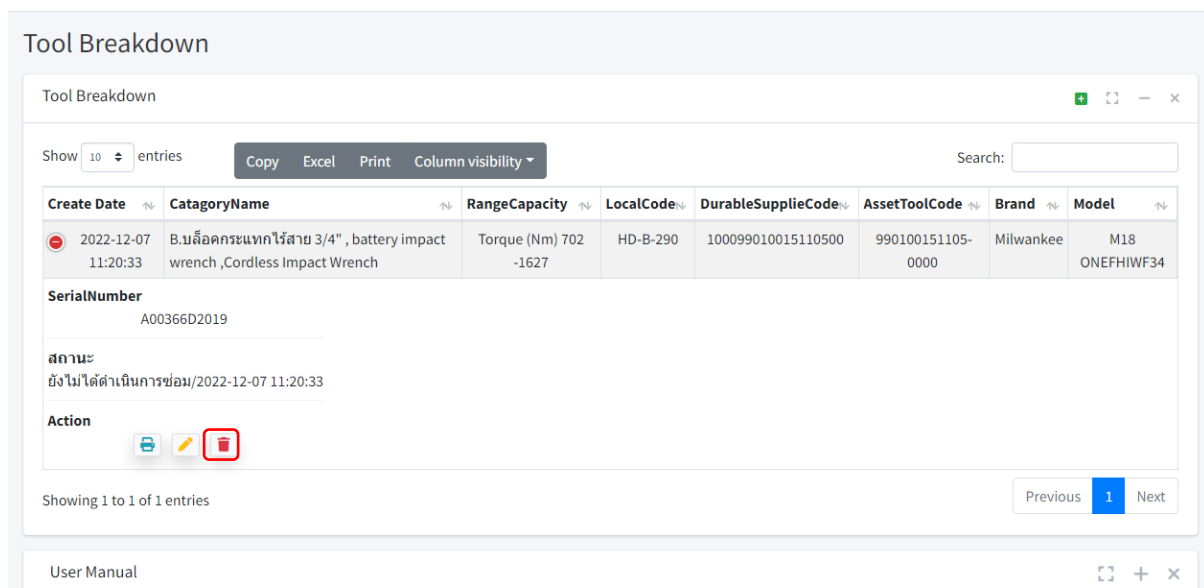 Tool Breakdown
Tool Breakdown
Show 10 entries
Copy Excel Print Column visibility
Search:
Create Date CatagoryName RangeCapacity LocalCode DurableSupplieCode AssetToolCode Brand Model
2022-12-07 B.บล็อคกระแทกไร้สาย 3/4" , battery impact Torque (Nm) 702 HD-B-290 100099010015110500 990100151105- Milwankee M18
11:20:33 wrench ,Cordless Impact Wrench -1627 0000 ONEFHIWF34
SerialNumber
A00366D2019
สถานะ
ยังไม่ได้ดำเนินการซ่อม/2022-12-07 11:20:33
Action
Showing 1 to 1 of 1 entries
Previous 1 Next
User Manual